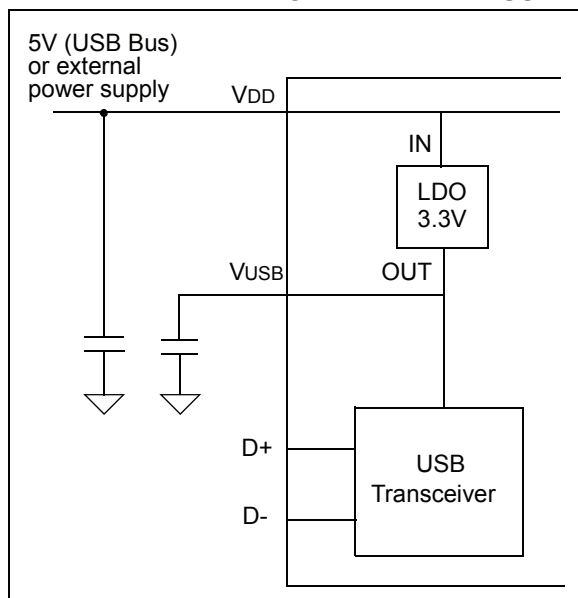 5V (USB Bus)
or external
power supply
VDD
IN
LDO
3.3V
VUSB
OUT
D+
USB
Transceiver
D-